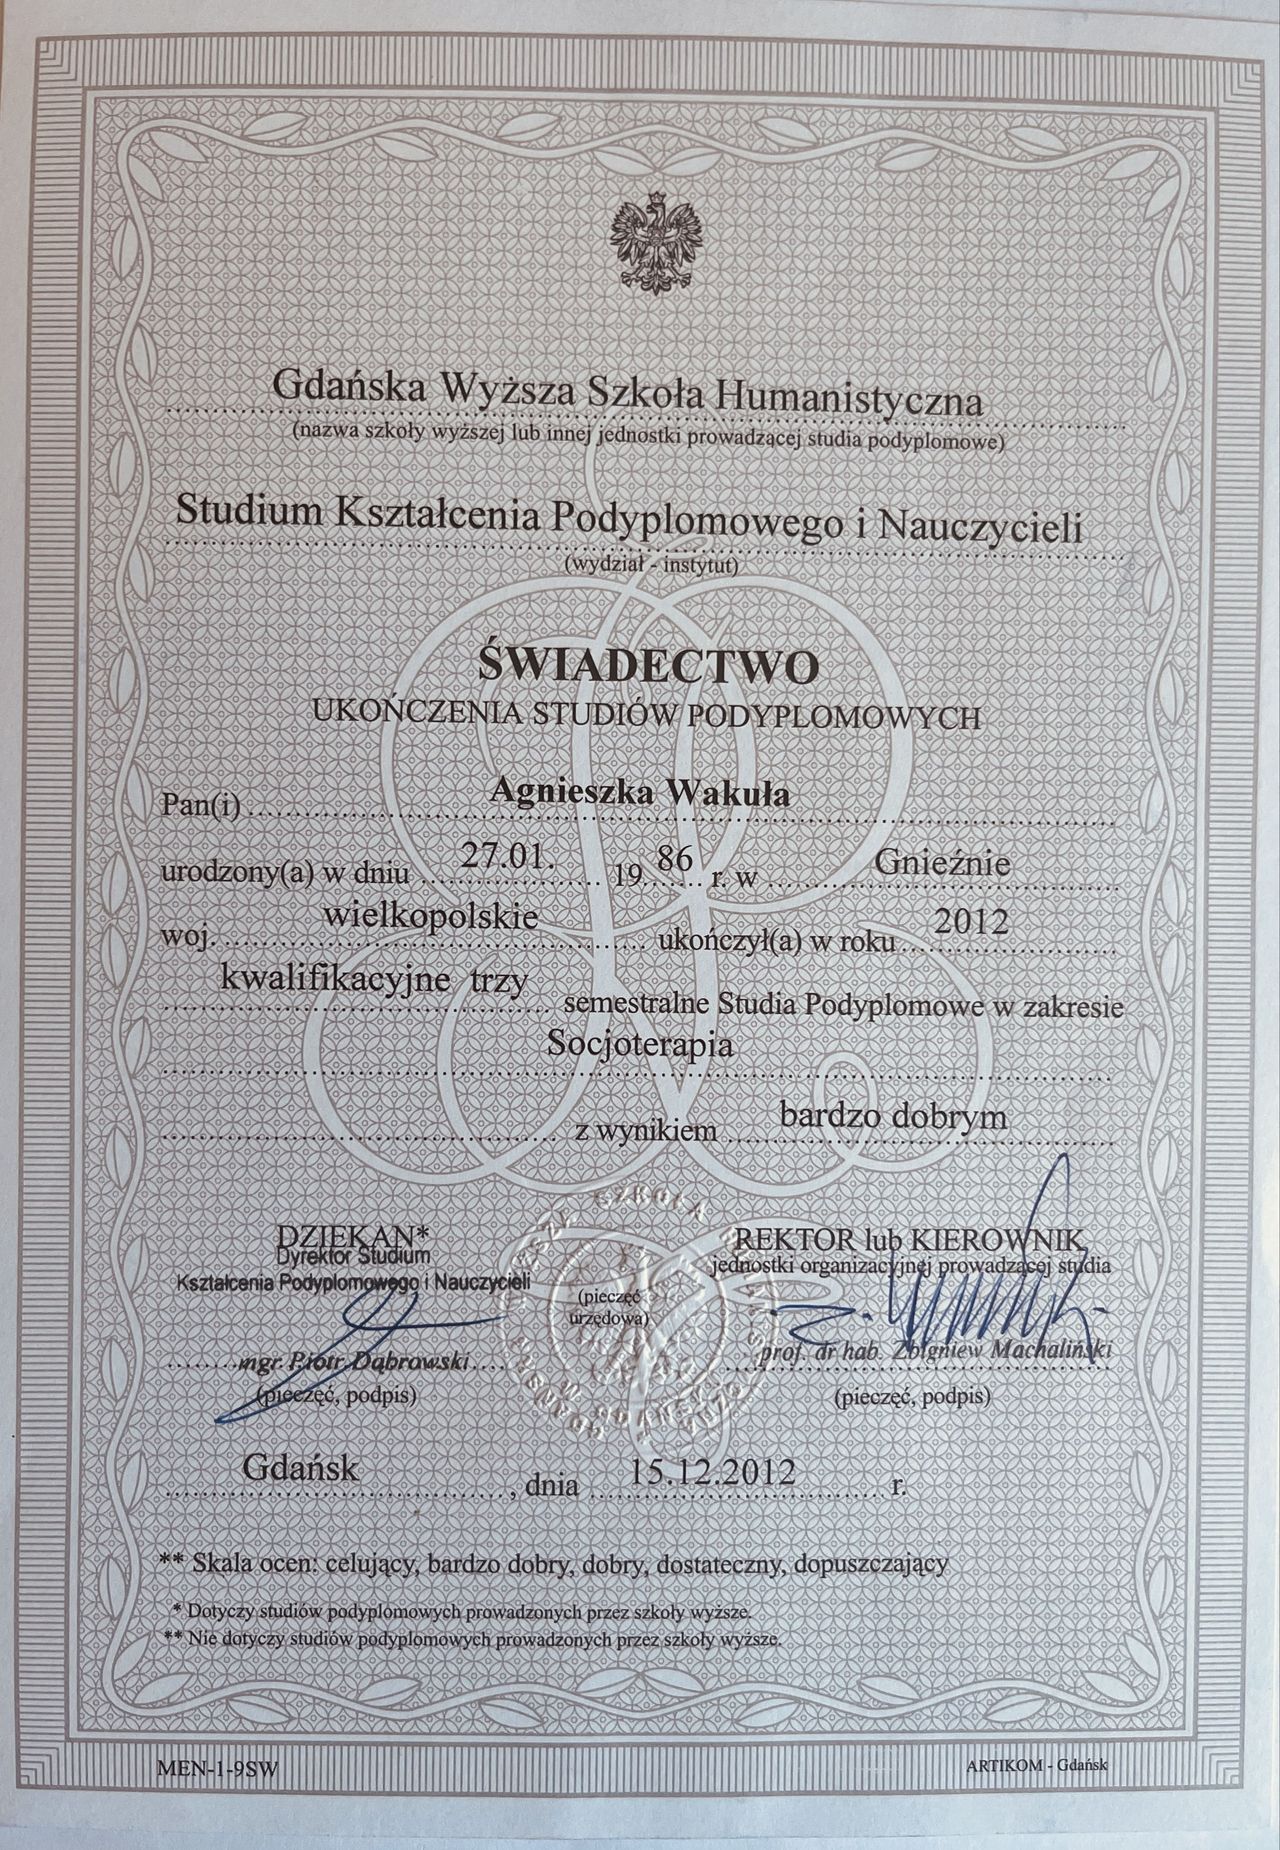 Gdańska Wyższa Szkoła Humanistyczna
(nazwa szkoły wyższej lub innej jednostki prowadzącej studia podyplomowe)
Studium Kształcenia Podyplomowego i Nauczycieli
(wydział - instytut)
ŚWIADECTWO
UKOŃCZENIA STUDIÓW PODYPLOMOWYCH
Pan(i) Agnieszka Wakuła
urodzony(a) w dniu 27.01. 19 86 r. w Gnieźnie
woj. wielkopolskie ukończył(a) w roku 2012
kwalifikacyjne trzy semestralne Studia Podyplomowe w zakresie
Socjoterapia
z wynikiem bardzo dobrym
DZIEKAN*
Dyrektor Studium
Kształcenia Podyplomowego i Nauczycieli
mgr Piotr Dąbrowski
(pieczęć, podpis)
(pieczęć
urzędowa)
REKTOR lub KIEROWNIK
jednostki organizacyjnej prowadzącej studia
prof. dr hab. Zbigniew Machaliński
(pieczęć, podpis)
Gdańsk, dnia 15.12.2012 r.
** Skala ocen: celujący, bardzo dobry, dobry, dostateczny, dopuszczający
* Dotyczy studiów podyplomowych prowadzonych przez szkoły wyższe.
** Nie dotyczy studiów podyplomowych prowadzonych przez szkoły wyższe.
MEN-1-9SW
ARTIKOM - Gdańsk